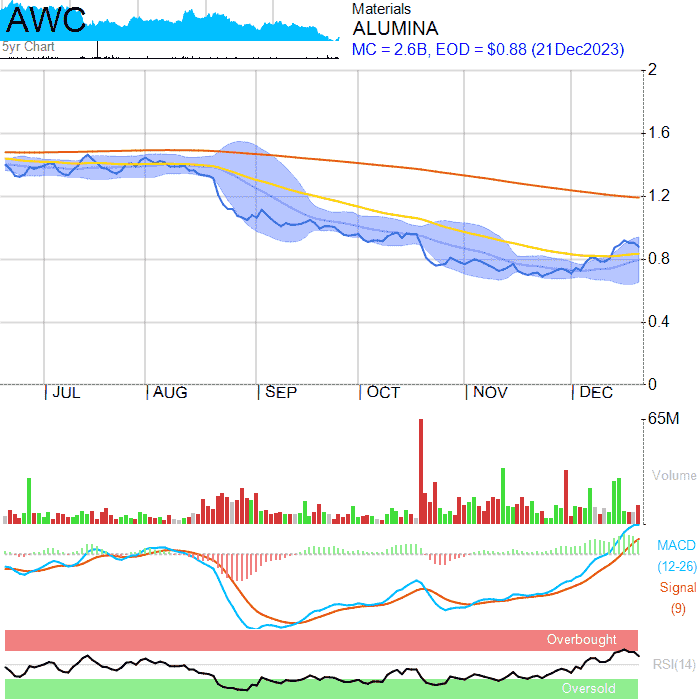 AWC
5yr Chart
Materials
ALUMINA
MC = 2.6B, EOD = $0.88 (21Dec2023)
2
1.6
1.2
0.8
0.4
0
JUL AUG SEP OCT NOV DEC
65M
Volume
MACD
(12-26)
Signal
(9)
Overbought
RSI(14)
Oversold